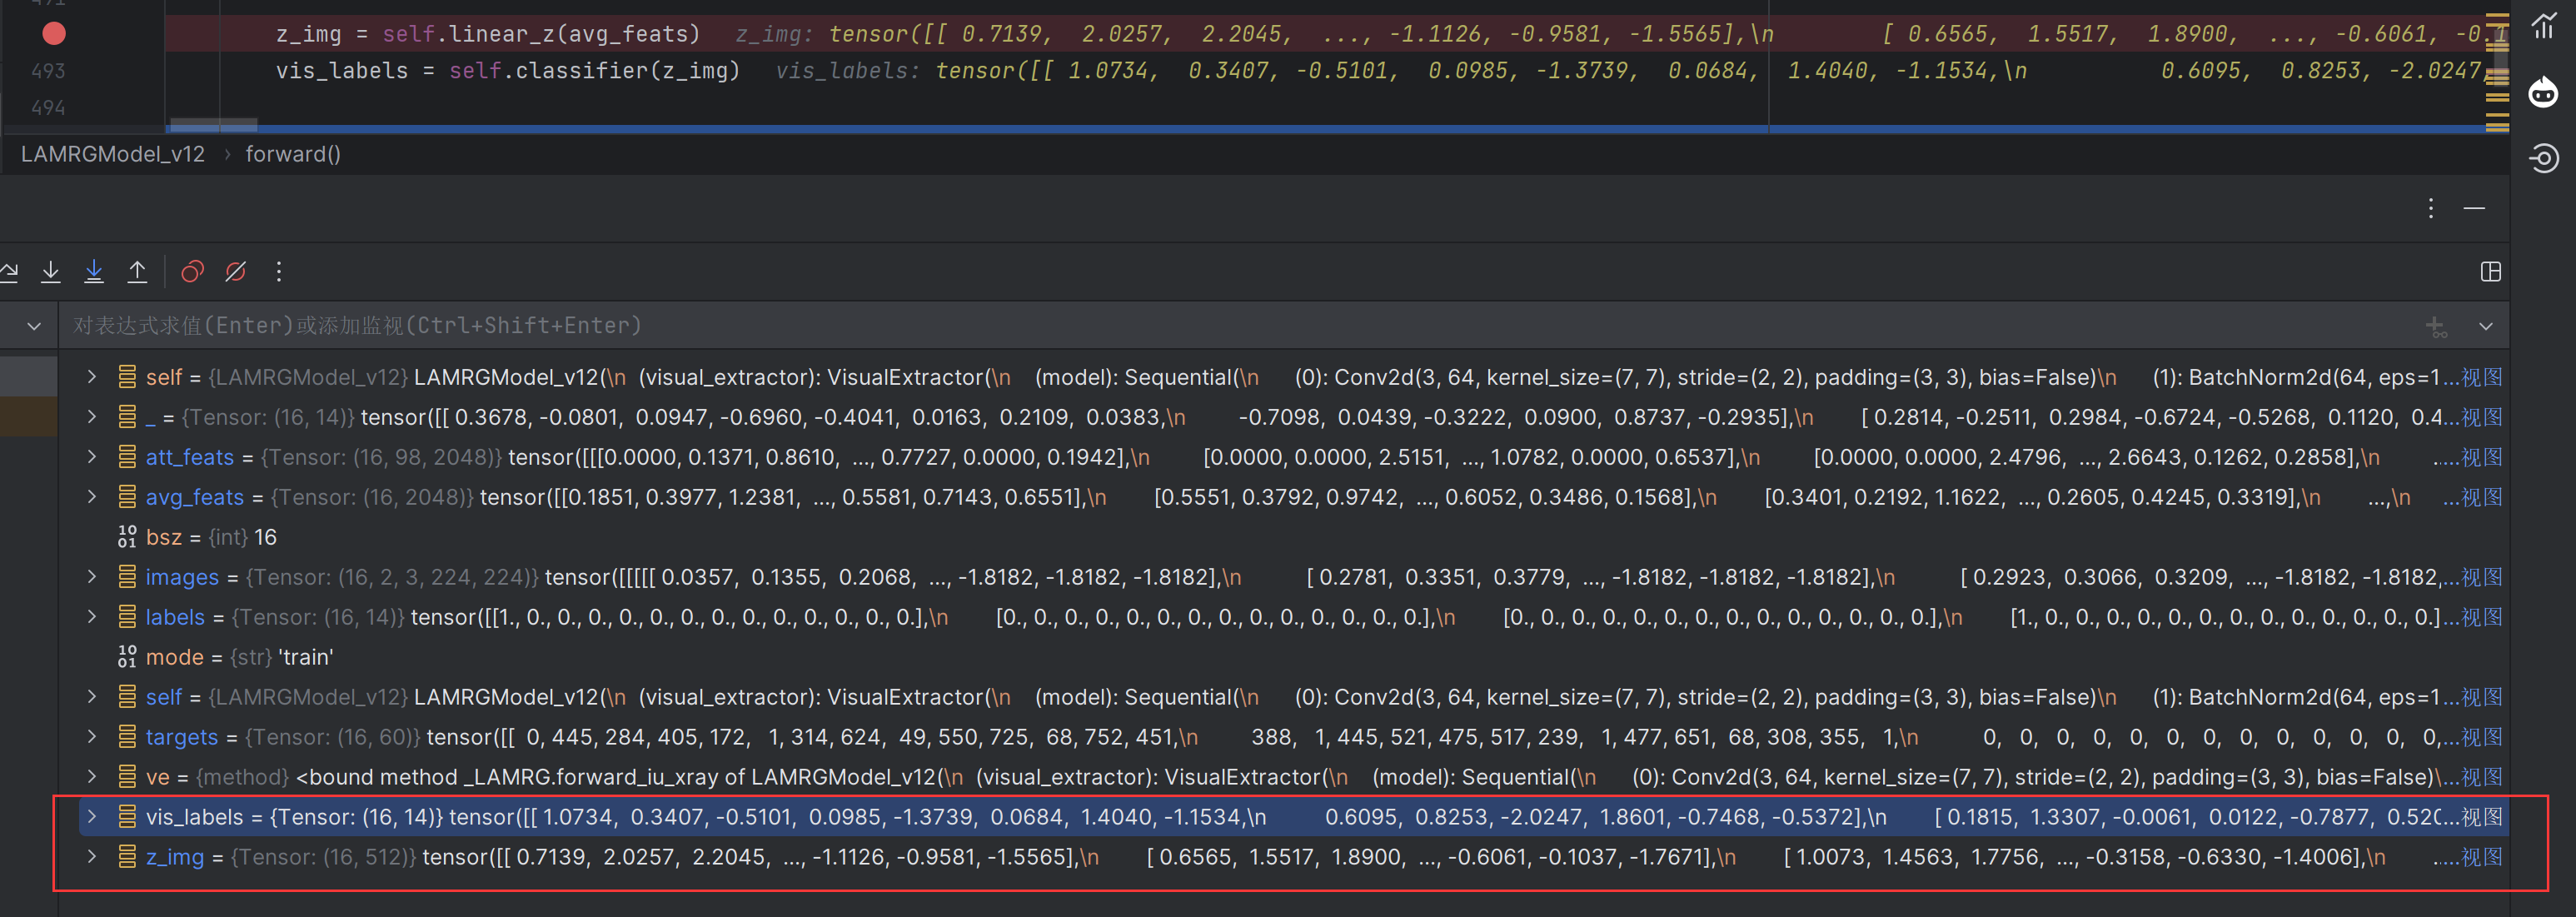 z_img = self.linear_z(avg_feats)   z_img: tensor([[ 0.7139,  2.0257,  2.2045,  ..., -1.1126, -0.9581, -1.5565],\n        [ 0.6565,  1.5517,  1.8900,  ..., -0.6061, -0.1
493 vis_labels = self.classifier(z_img)   vis_labels: tensor([[ 1.0734,  0.3407, -0.5101,  0.0985, -1.3739,  0.0684,  1.4040, -1.1534,\n          0.6095,  0.8253, -2.0247,
494
LAMRGModel_v12 › forward()
对表达式求值(Enter)或添加监视(Ctrl+Shift+Enter)
self = {LAMRGModel_v12} LAMRGModel_v12(\n  (visual_extractor): VisualExtractor(\n    (model): Sequential(\n      (0): Conv2d(3, 64, kernel_size=(7, 7), stride=(2, 2), padding=(3, 3), bias=False)\n      (1): BatchNorm2d(64, eps=1...视图
_ = {Tensor: (16, 14)} tensor([[ 0.3678, -0.0801,  0.0947, -0.6960, -0.4041,  0.0163,  0.2109,  0.0383,\n         -0.7098,  0.0439, -0.3222,  0.0900,  0.8737, -0.2935],\n        [ 0.2814, -0.2511,  0.2984, -0.6724, -0.5268,  0.1120,  0.4...视图
att_feats = {Tensor: (16, 98, 2048)} tensor([[[0.0000, 0.1371, 0.8610,  ..., 0.7727, 0.0000, 0.1942],\n         [0.0000, 0.0000, 2.5151,  ..., 1.0782, 0.0000, 0.6537],\n         [0.0000, 0.0000, 2.4796,  ..., 2.6643, 0.1262, 0.2858],\n         ......视图
avg_feats = {Tensor: (16, 2048)} tensor([[0.1851, 0.3977, 1.2381,  ..., 0.5581, 0.7143, 0.6551],\n        [0.5551, 0.3792, 0.9742,  ..., 0.6052, 0.3486, 0.1568],\n        [0.3401, 0.2192, 1.1622,  ..., 0.2605, 0.4245, 0.3319],\n        ...,\n        ...视图
bsz = {int} 16
images = {Tensor: (16, 2, 3, 224, 224)} tensor([[[[[ 0.0357,  0.1355,  0.2068,  ..., -1.8182, -1.8182, -1.8182],\n           [ 0.2781,  0.3351,  0.3779,  ..., -1.8182, -1.8182, -1.8182],\n           [ 0.2923,  0.3066,  0.3209,  ..., -1.8182, -1.8182,...视图
labels = {Tensor: (16, 14)} tensor([[1., 0., 0., 0., 0., 0., 0., 0., 0., 0., 0., 0., 0., 0.],\n        [0., 0., 0., 0., 0., 0., 0., 0., 0., 0., 0., 0., 0., 0.],\n        [0., 0., 0., 0., 0., 0., 0., 0., 0., 0., 0., 0., 0., 0.],\n        [1., 0., 0., 0., 0., 0., 0., 0., 0., 0., 0., 0., 0., 0.]...视图
mode = {str} 'train'
self = {LAMRGModel_v12} LAMRGModel_v12(\n  (visual_extractor): VisualExtractor(\n    (model): Sequential(\n      (0): Conv2d(3, 64, kernel_size=(7, 7), stride=(2, 2), padding=(3, 3), bias=False)\n      (1): BatchNorm2d(64, eps=1...视图
targets = {Tensor: (16, 60)} tensor([[  0, 445, 284, 405, 172,   1, 314, 624,  49, 550, 725,  68, 752, 451,\n         388,   1, 445, 521, 475, 517, 239,   1, 477, 651,  68, 308, 355,   1,\n           0,   0,   0,   0,   0,   0,   0,   0,   0,   0,   0,   0,   0,...视图
ve = {method} <bound method _LAMRG.forward_iu_xray of LAMRGModel_v12(\n  (visual_extractor): VisualExtractor(\n    (model): Sequential(\n      (0): Conv2d(3, 64, kernel_size=(7, 7), stride=(2, 2), padding=(3, 3), bias=False)\...视图
vis_labels = {Tensor: (16, 14)} tensor([[ 1.0734,  0.3407, -0.5101,  0.0985, -1.3739,  0.0684,  1.4040, -1.1534,\n          0.6095,  0.8253, -2.0247,  1.8601, -0.7468, -0.5372],\n        [ 0.1815,  1.3307, -0.0061,  0.0122, -0.7877,  0.520...视图
z_img = {Tensor: (16, 512)} tensor([[ 0.7139,  2.0257,  2.2045,  ..., -1.1126, -0.9581, -1.5565],\n        [ 0.6565,  1.5517,  1.8900,  ..., -0.6061, -0.1037, -1.7671],\n        [ 1.0073,  1.4563,  1.7756,  ..., -0.3158, -0.6330, -1.4006],\n        .....视图